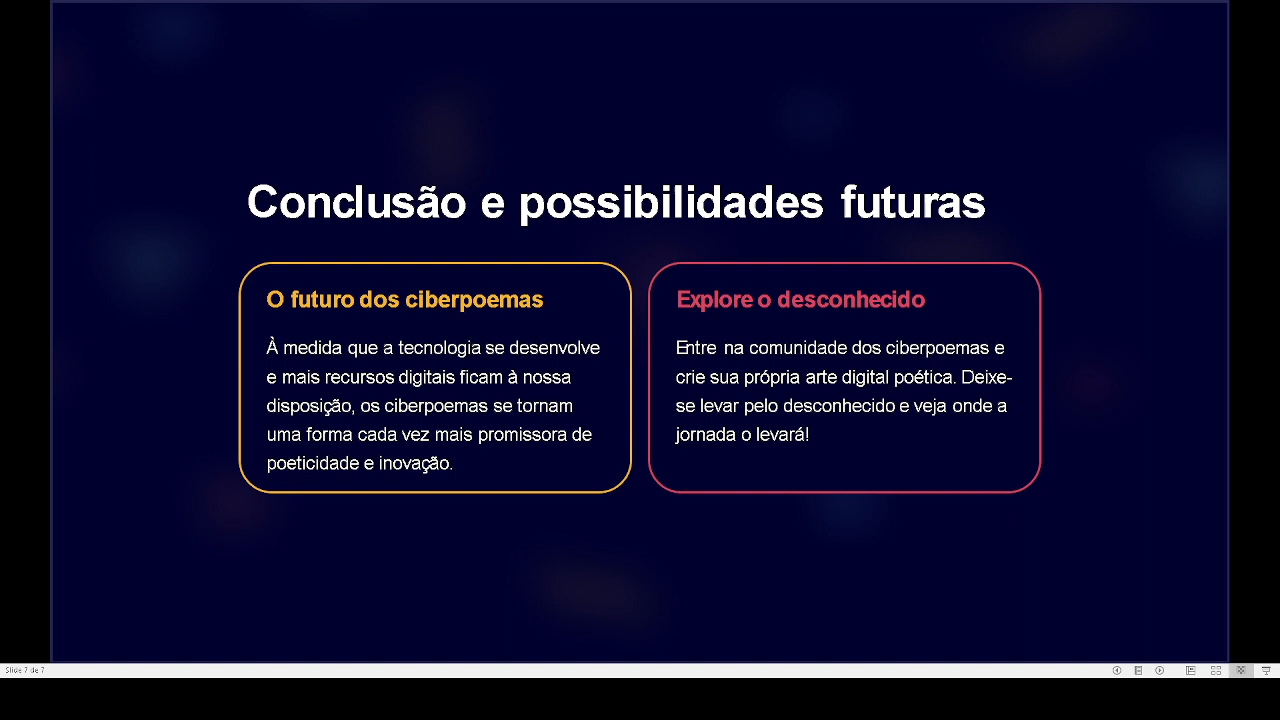 Conclusão e possibilidades futuras
O futuro dos ciberpoemas
À medida que a tecnologia se desenvolve
e mais recursos digitais ficam à nossa
disposição, os ciberpoemas se tornam
uma forma cada vez mais promissora de
poeticidade e inovação.
Explore o desconhecido
Entre na comunidade dos ciberpoemas e
crie sua própria arte digital poética. Deixe-
se levar pelo desconhecido e veja onde a
jornada o levará!
Slide 7 de 7